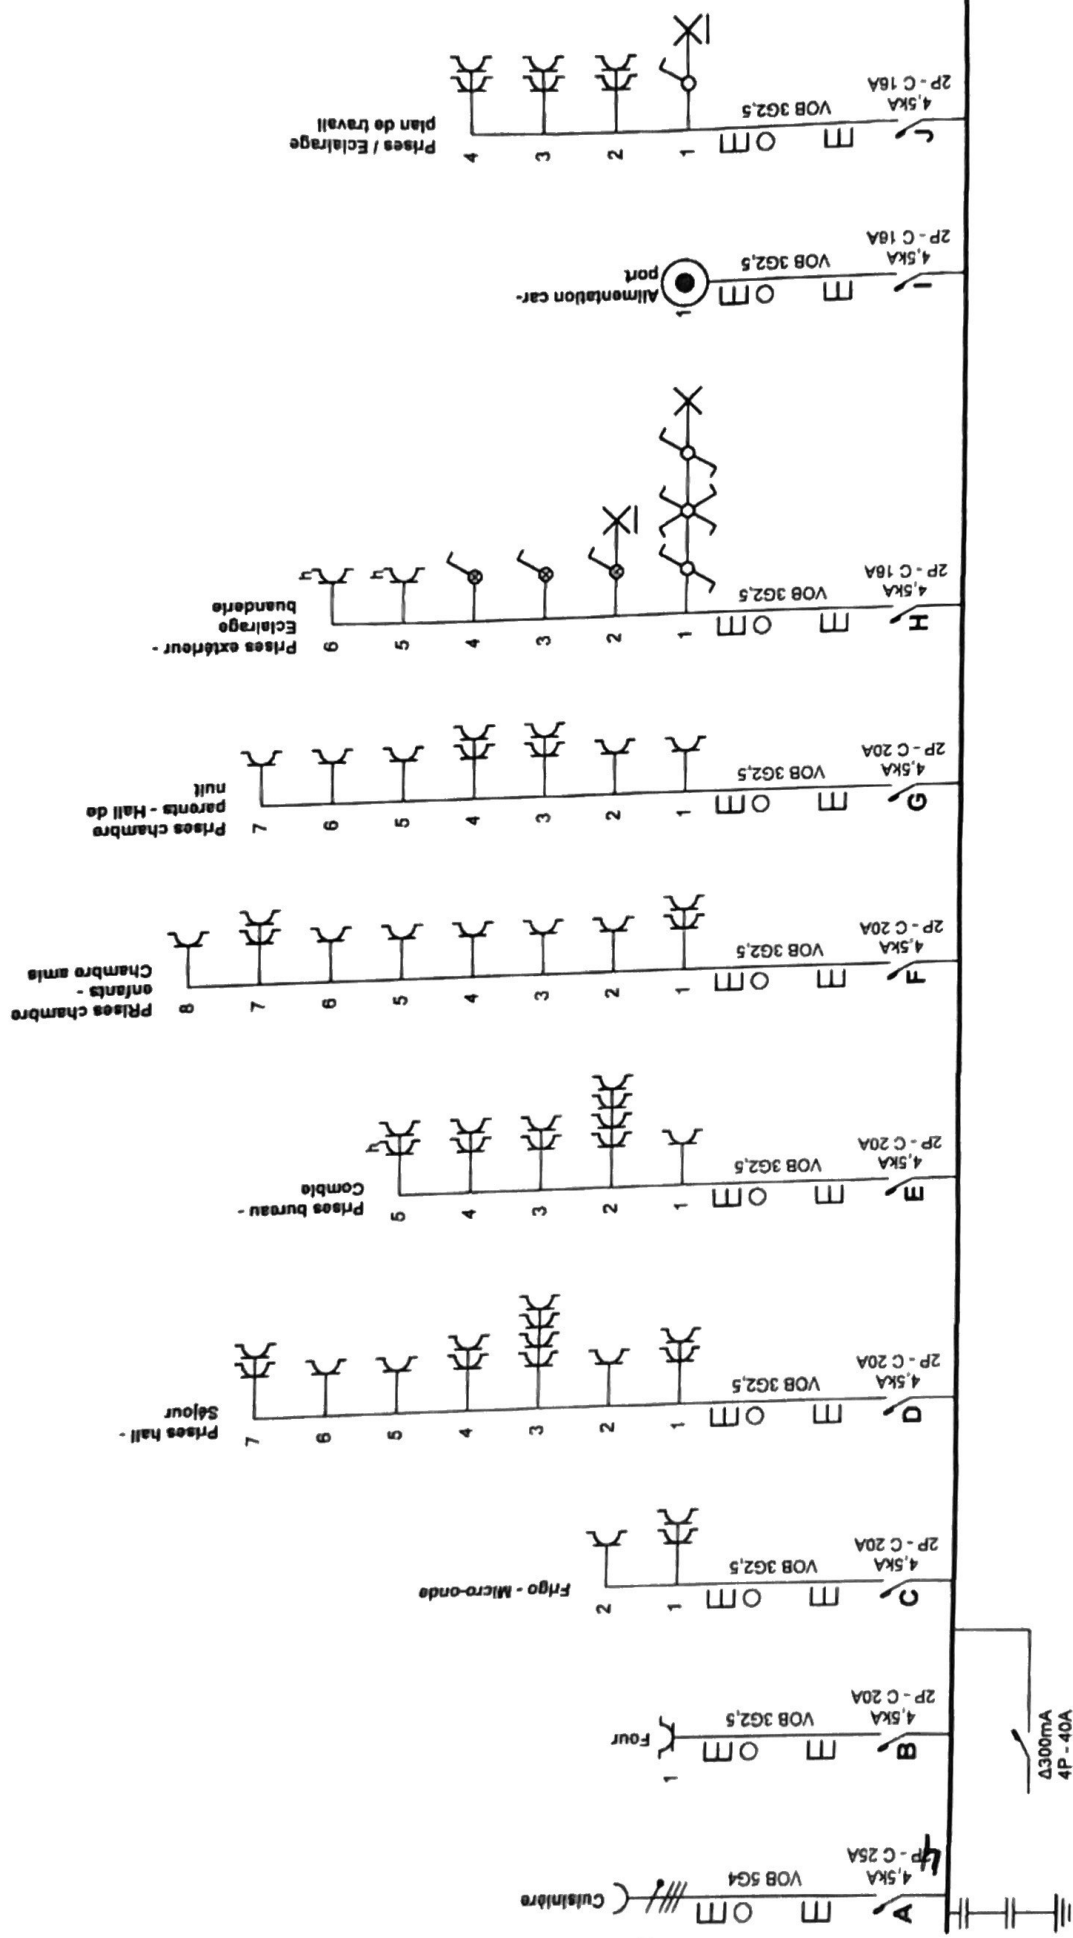 Cuisinière
VOB 5G4
4,5kA
2P - C 25A
4
A
Four
1
VOB 3G2,5
4,5kA
2P - C 20A
B
Δ300mA
4P - 40A
Frigo - Micro-onde
2
1
VOB 3G2,5
4,5kA
2P - C 20A
C
Prises hall -
Séjour
7
6
5
4
3
2
1
VOB 3G2,5
4,5kA
2P - C 20A
D
Prises bureau -
Comble
h
5
4
3
2
1
VOB 3G2,5
4,5kA
2P - C 20A
E
PRises chambre
enfants -
Chambre amis
8
7
6
5
4
3
2
1
VOB 3G2,5
4,5kA
2P - C 20A
F
Prises chambre
parents - Hall de
nuit
7
6
5
4
3
2
1
VOB 3G2,5
4,5kA
2P - C 20A
G
Prises extérieur -
Eclairage
buanderie
h
h
6
5
4
3
2
1
VOB 3G2,5
4,5kA
2P - C 16A
H
Alimentation car-
port
1
VOB 3G2,5
4,5kA
2P - C 16A
I
Prises / Eclairage
plan de travail
4
3
2
1
VOB 3G2,5
4,5kA
2P - C 16A
J